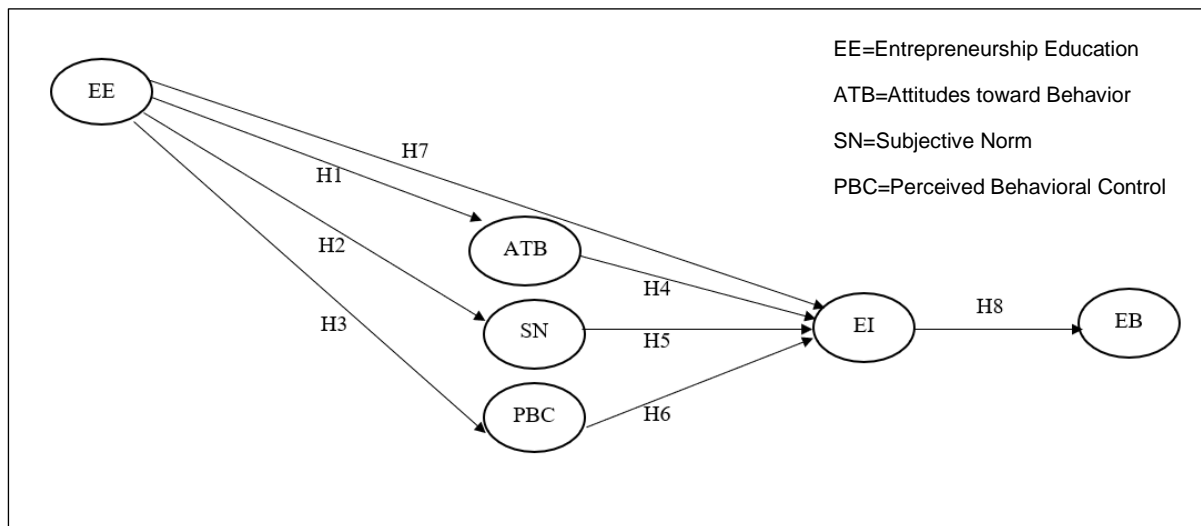 EE=Entrepreneurship Education
EE
ATB=Attitudes toward Behavior
SN=Subjective Norm
H7
H1
PBC=Perceived Behavioral Control
H2
ATB
H4
H3
SN
H5
EI
H8
EB
PBC
H6